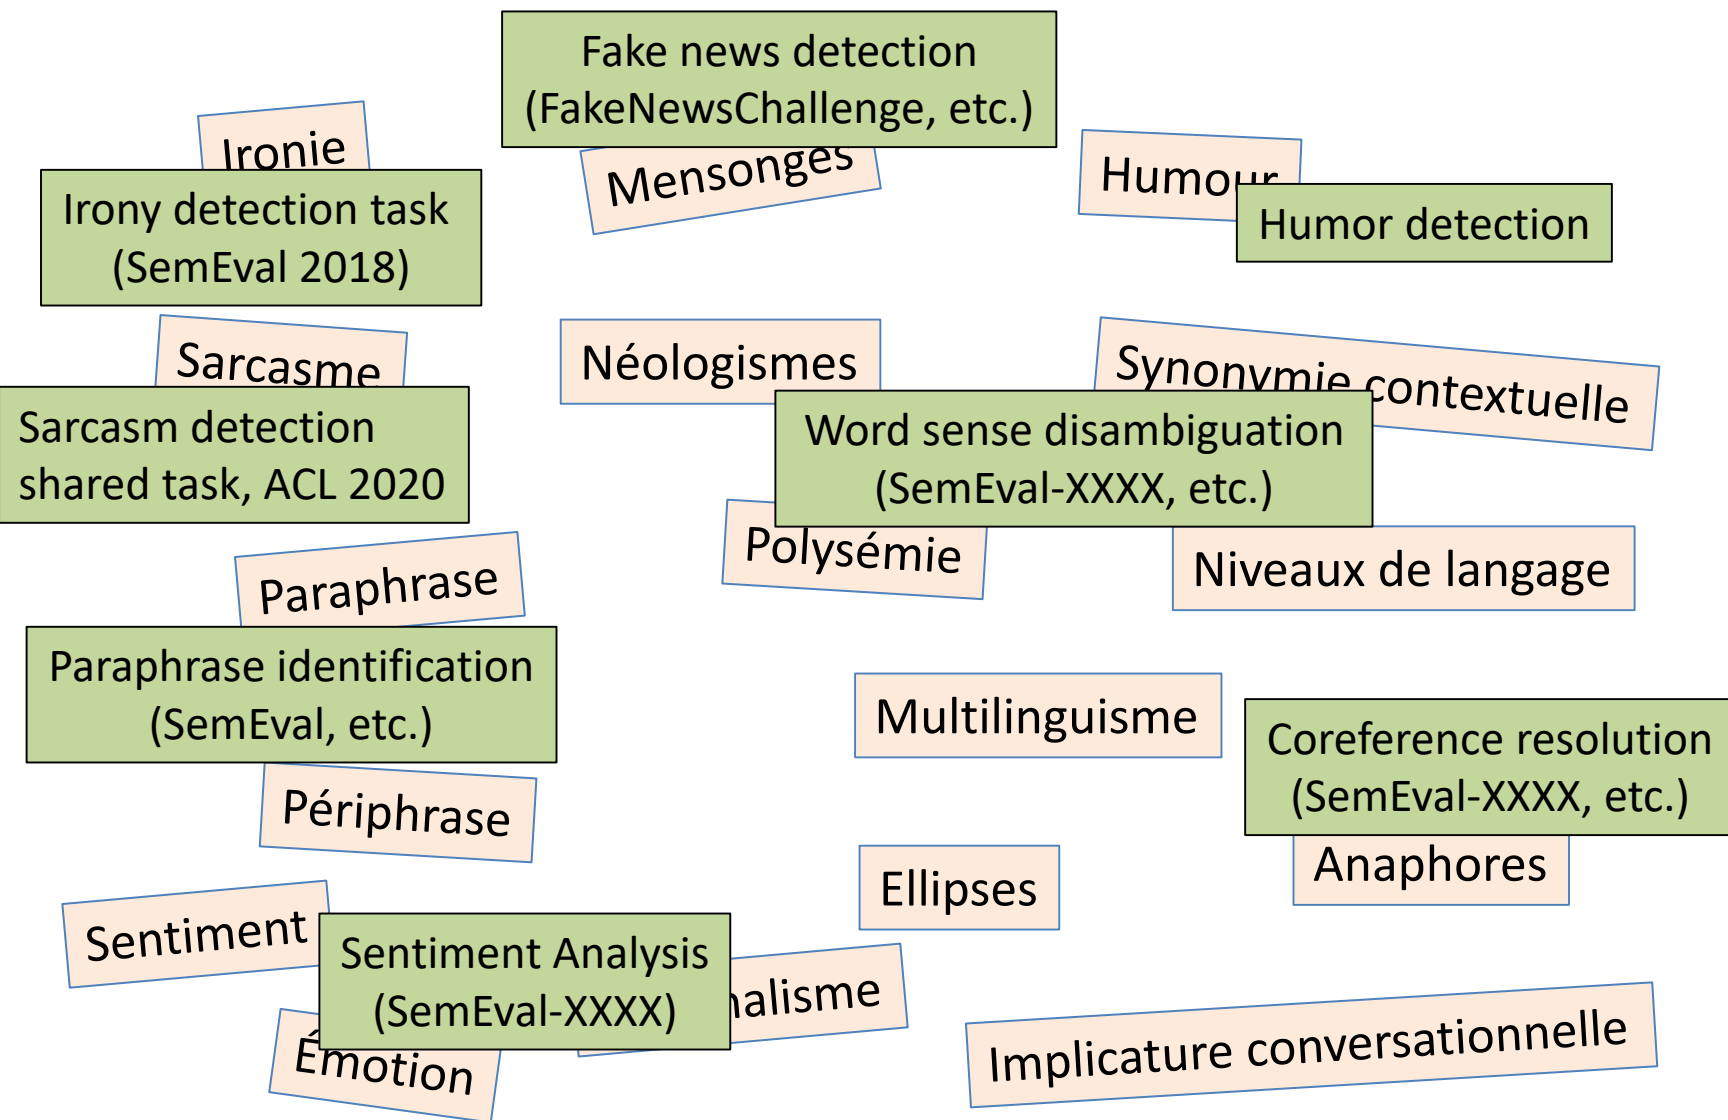 Fake news detection
(FakeNewsChallenge, etc.)
Ironie
Mensonges
Humour
Irony detection task
(SemEval 2018)
Humor detection
Sarcasme
Néologismes
Synonymie contextuelle
Sarcasm detection
shared task, ACL 2020
Word sense disambiguation
(SemEval-XXXX, etc.)
Polysémie
Niveaux de langage
Paraphrase
Paraphrase identification
(SemEval, etc.)
Multilinguisme
Coreference resolution
(SemEval-XXXX, etc.)
Périphrase
Anaphores
Ellipses
Sentiment
Sentiment Analysis
(SemEval-XXXX)
Émotion
Implicature conversationnelle